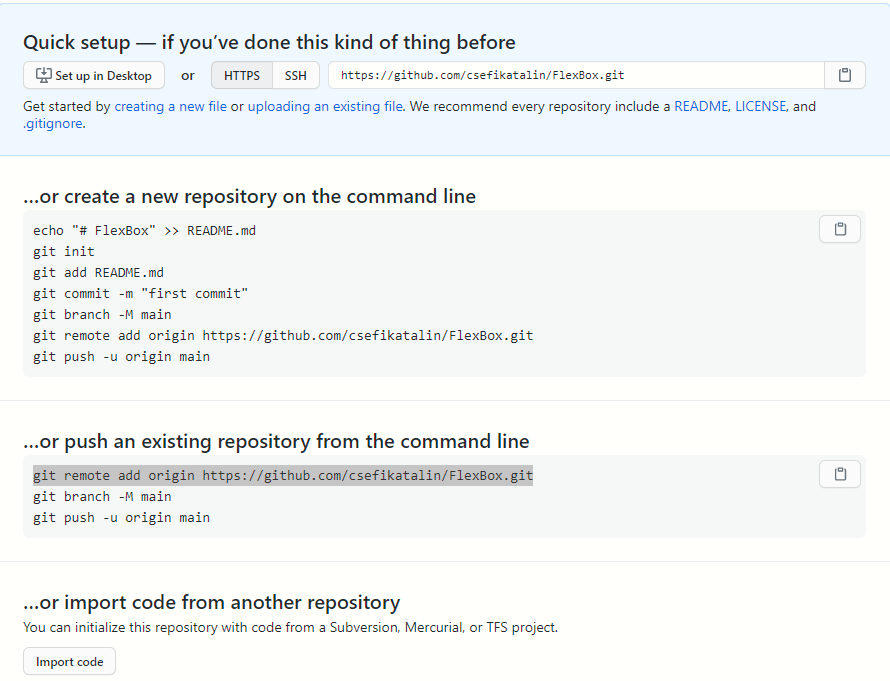 Quick setup — if you’ve done this kind of thing before
Set up in Desktop or HTTPS SSH https://github.com/csefikatalin/FlexBox.git
Get started by creating a new file or uploading an existing file. We recommend every repository include a README, LICENSE, and
.gitignore.
…or create a new repository on the command line
echo "# FlexBox" >> README.md
git init
git add README.md
git commit -m "first commit"
git branch -M main
git remote add origin https://github.com/csefikatalin/FlexBox.git
git push -u origin main
…or push an existing repository from the command line
git remote add origin https://github.com/csefikatalin/FlexBox.git
git branch -M main
git push -u origin main
…or import code from another repository
You can initialize this repository with code from a Subversion, Mercurial, or TFS project.
Import code